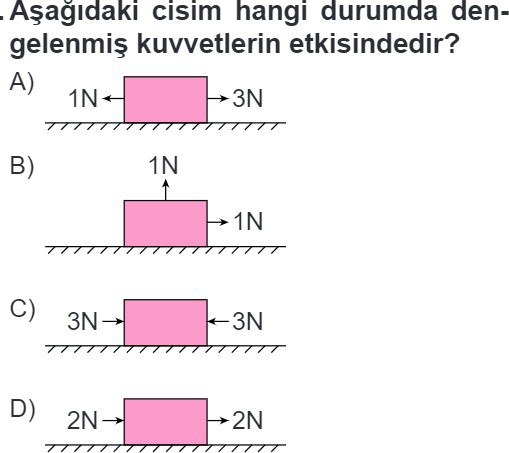 . Aşağıdaki cisim hangi durumda den-
gelenmiş kuvvetlerin etkisindedir?
A)
1N 3N
B)
1N
1N
C)
3N 3N
D)
2N 2N